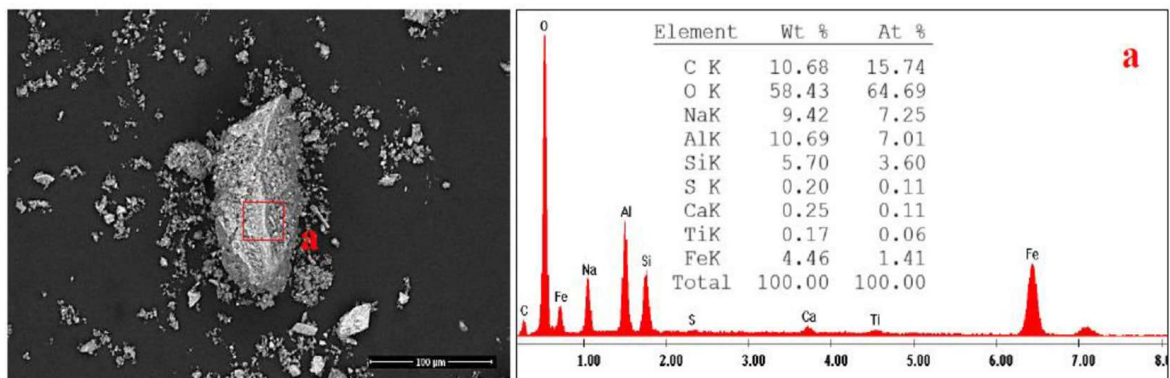 a
100 µm
O
C
Fe
Na
Al
Si
S
Ca
Ti
Fe
Element Wt % At %
C K 10.68 15.74
O K 58.43 64.69
NaK 9.42 7.25
AlK 10.69 7.01
SiK 5.70 3.60
S K 0.20 0.11
CaK 0.25 0.11
TiK 0.17 0.06
FeK 4.46 1.41
Total 100.00 100.00
a
1.00 2.00 3.00 4.00 5.00 6.00 7.00 8.0